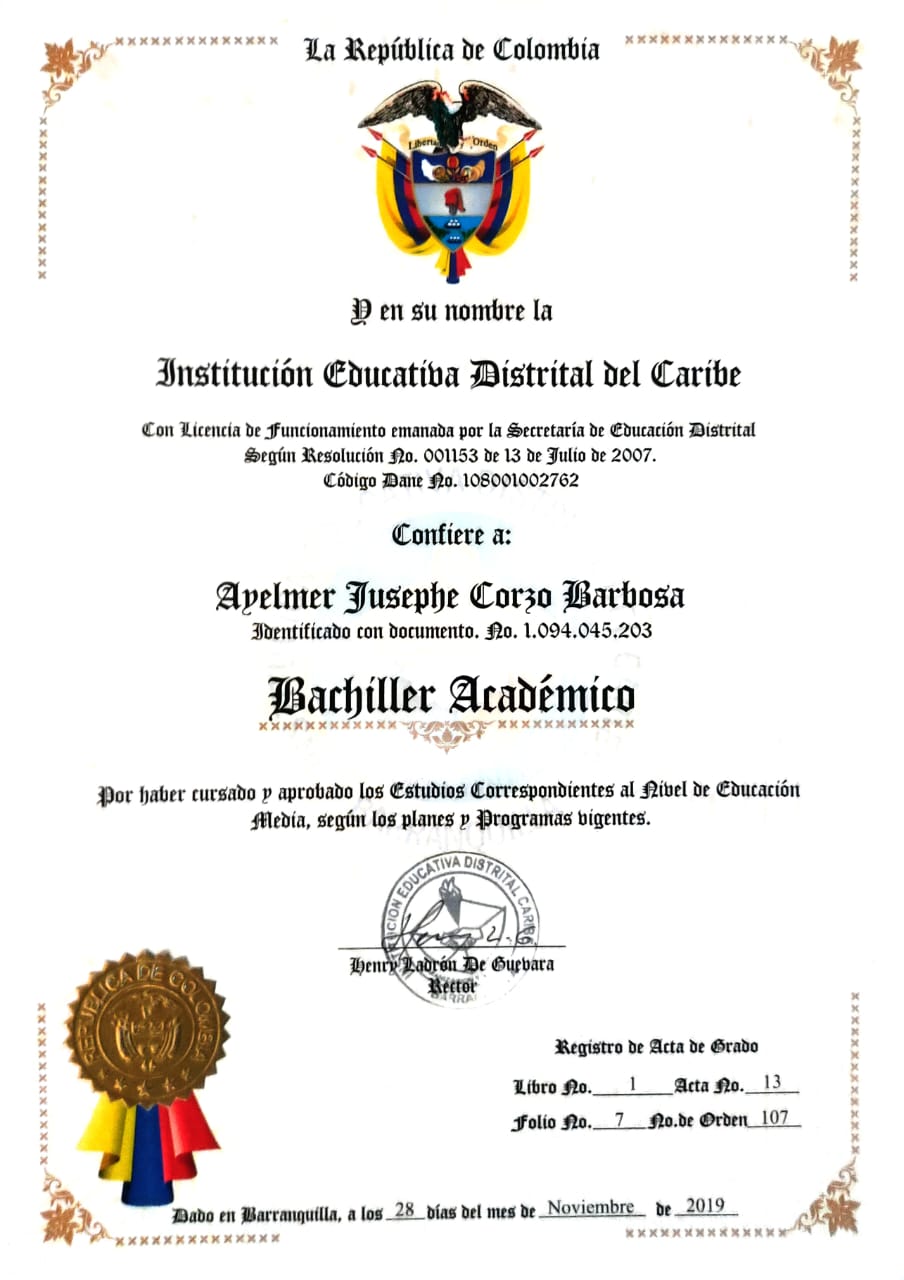 La República de Colombia
Libertad y Orden
Y en su nombre la
Institución Educativa Distrital del Caribe
Con Licencia de Funcionamiento emanada por la Secretaría de Educación Distrital
Según Resolución No. 001153 de 13 de Julio de 2007.
Código Dane No. 108001002762
Confiere a:
Ayelmer Jusephe Corzo Barbosa
Identificado con documento. No. 1.094.045.203
Bachiller Académico
Por haber cursado y aprobado los Estudios Correspondientes al Nivel de Educación
Media, según los planes y Programas vigentes.
EDUCATIVA DISTRITAL
Henry Ladrón De Guevara
Rector
REPUBLICA DE COLOMBIA
Registro de Acta de Grado
Libro No. 1 Acta No. 13
Folio No. 7 No.de Orden 107
Dado en Barranquilla, a los 28 días del mes de Noviembre de 2019